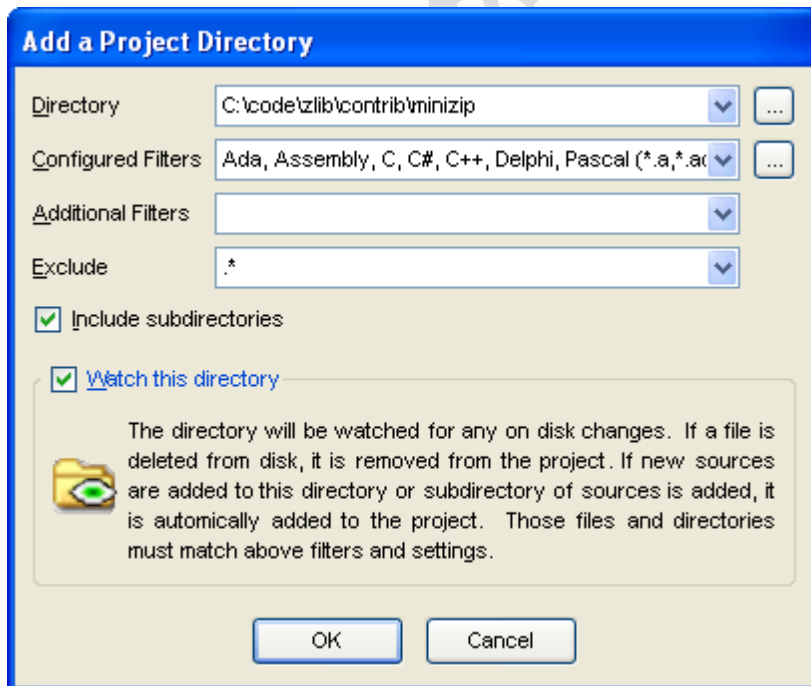 Add a Project Directory
Directory C:\code\zlib\contrib\minizip ...
Configured Filters Ada, Assembly, C, C#, C++, Delphi, Pascal (*.a,*.ad ...
Additional Filters
Exclude .*
Include subdirectories
Watch this directory
The directory will be watched for any on disk changes. If a file is
deleted from disk, it is removed from the project. If new sources
are added to this directory or subdirectory of sources is added, it
is automically added to the project. Those files and directories
must match above filters and settings.
OK Cancel